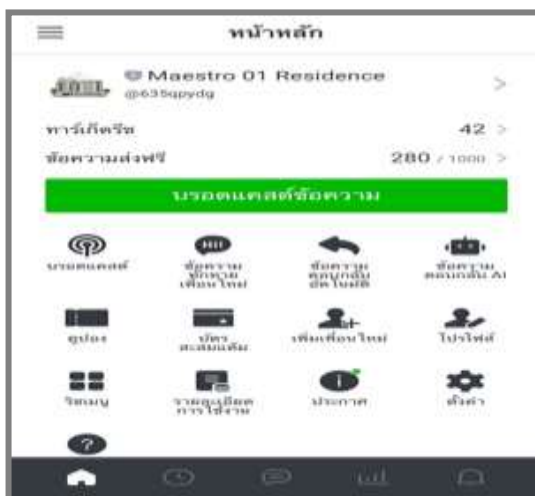 หน้าหลัก
Maestro 01 Residence
@635qpydg
ทาร์เก็ตรีช 42
ข้อความส่งฟรี 280 / 1000
บรอดแคสต์ข้อความ
บรอดแคสต์
ข้อความ
ทักทาย
เพื่อนใหม่
ข้อความ
ตอบกลับ
อัตโนมัติ
ข้อความ
ตอบกลับ AI
คูปอง
บัตร
สะสมแต้ม
เพิ่มเพื่อนใหม่
โปรไฟล์
ริชเมนู
รายละเอียด
การใช้งาน
ประกาศ
ตั้งค่า